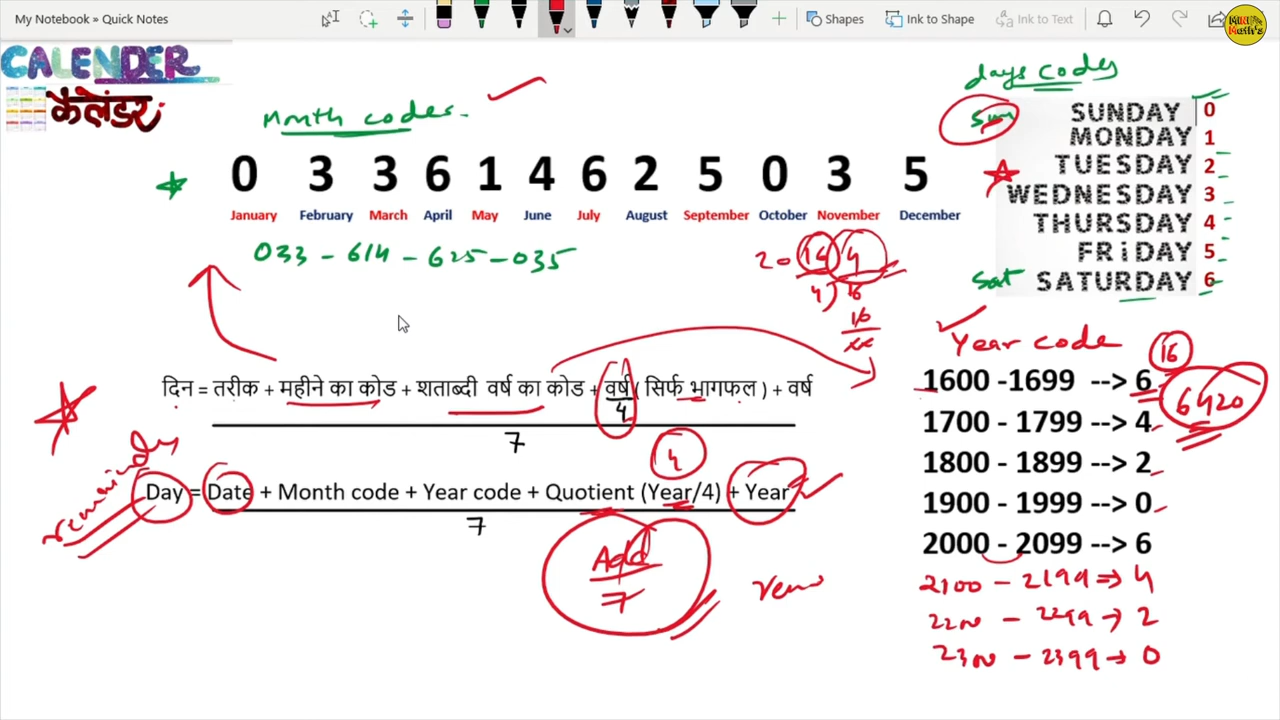 My Notebook » Quick Notes
Shapes
Ink to Shape
Ink to Text
MiNi Math's
CALENDER
कैलेंडर
days codes
Month codes.
Sun
SUNDAY 0
MONDAY 1
TUESDAY 2
WEDNESDAY 3
THURSDAY 4
FRiDAY 5
Sat SATURDAY 6
0 3 3 6 1 4 6 2 5 0 3 5
January February March April May June July August September October November December
033 - 614 - 625 - 035
Year code
16
1600 -1699 --> 6
6420
1700 - 1799 --> 4
1800 - 1899 --> 2
1900 - 1999 --> 0
2000 - 2099 --> 6
2100 - 2199 → 4
2200 - 2299 → 2
2300 - 2399 → 0
दिन = तरीक + महीने का कोड + शताब्दी वर्ष का कोड + वर्ष ( सिर्फ भागफल ) + वर्ष
4
7
4
Day = Date + Month code + Year code + Quotient (Year/4) + Year
7
Add
7